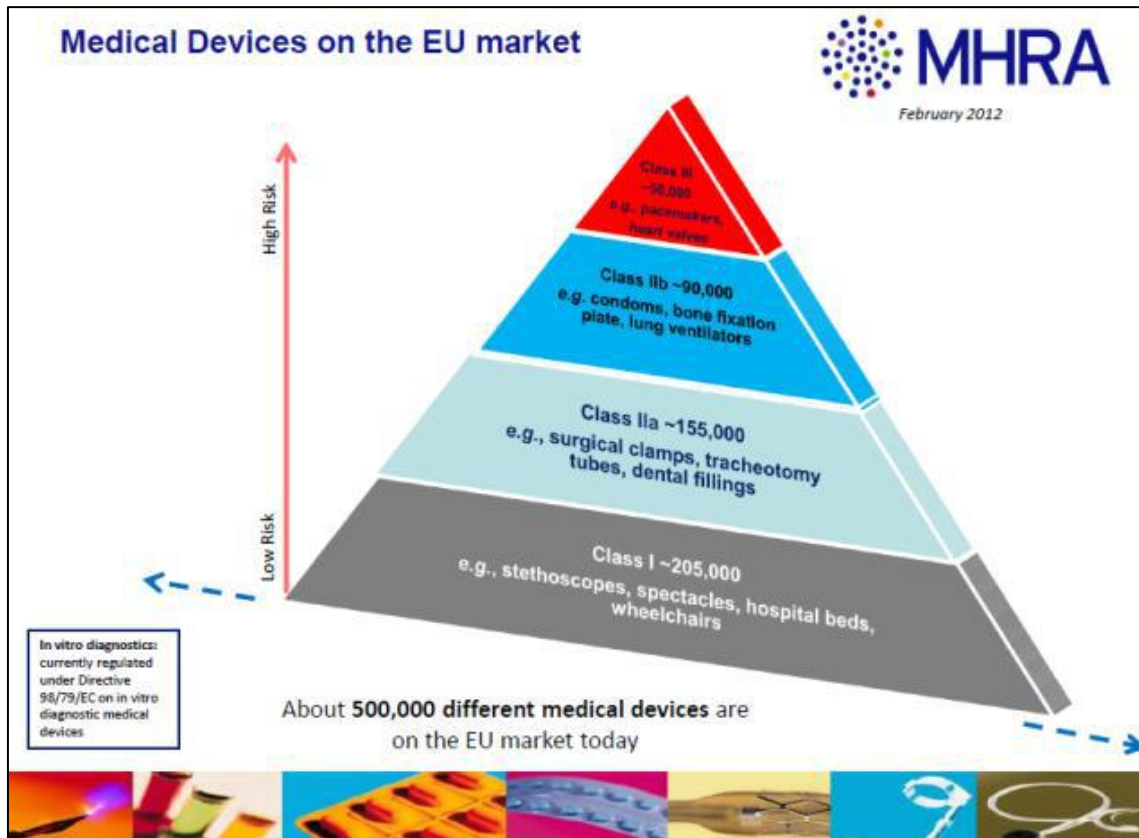 Medical Devices on the EU market
MHRA
February 2012
High Risk
Low Risk
Class III
~50,000
e.g., pacemakers,
heart valves
Class IIb ~90,000
e.g. condoms, bone fixation
plate, lung ventilators
Class IIa ~155,000
e.g., surgical clamps, tracheotomy
tubes, dental fillings
Class I ~205,000
e.g., stethoscopes, spectacles, hospital beds,
wheelchairs
In vitro diagnostics:
currently regulated
under Directive
98/79/EC on in vitro
diagnostic medical
devices
About 500,000 different medical devices are
on the EU market today